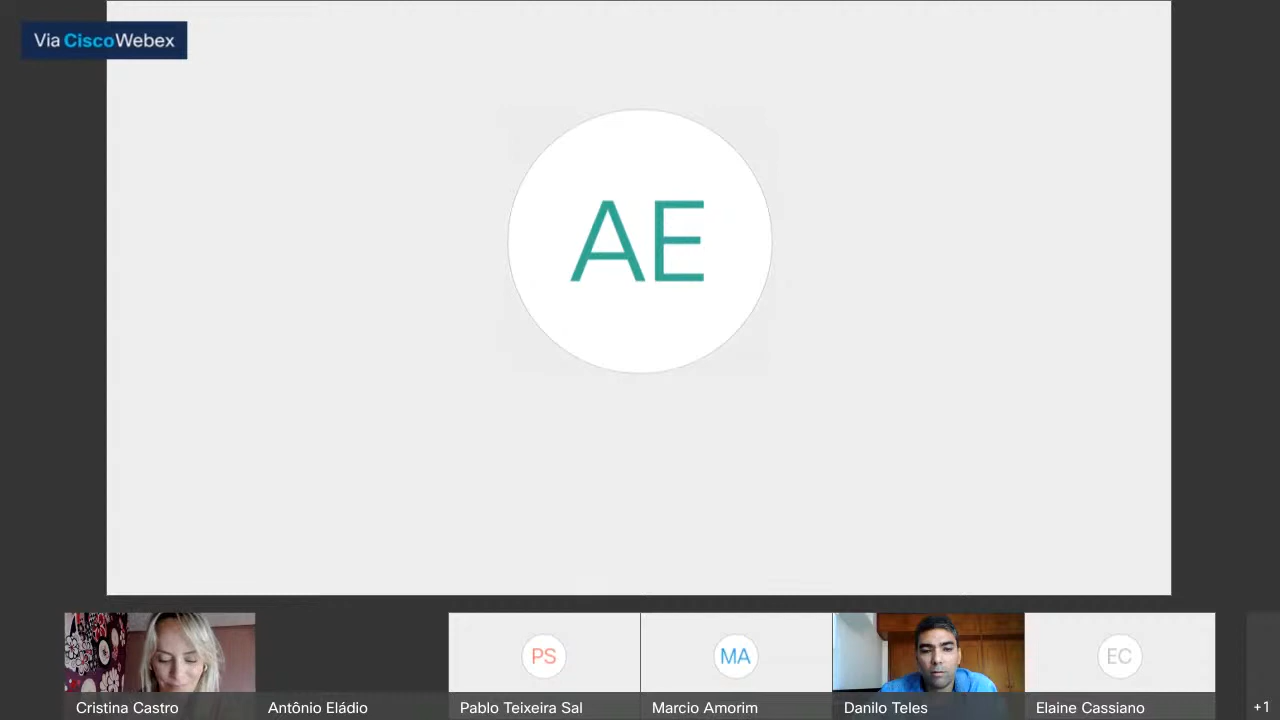 Via CiscoWebex
AE
PS
MA
EC
Cristina Castro
Antônio Eládio
Pablo Teixeira Sal
Marcio Amorim
Danilo Teles
Elaine Cassiano
+1